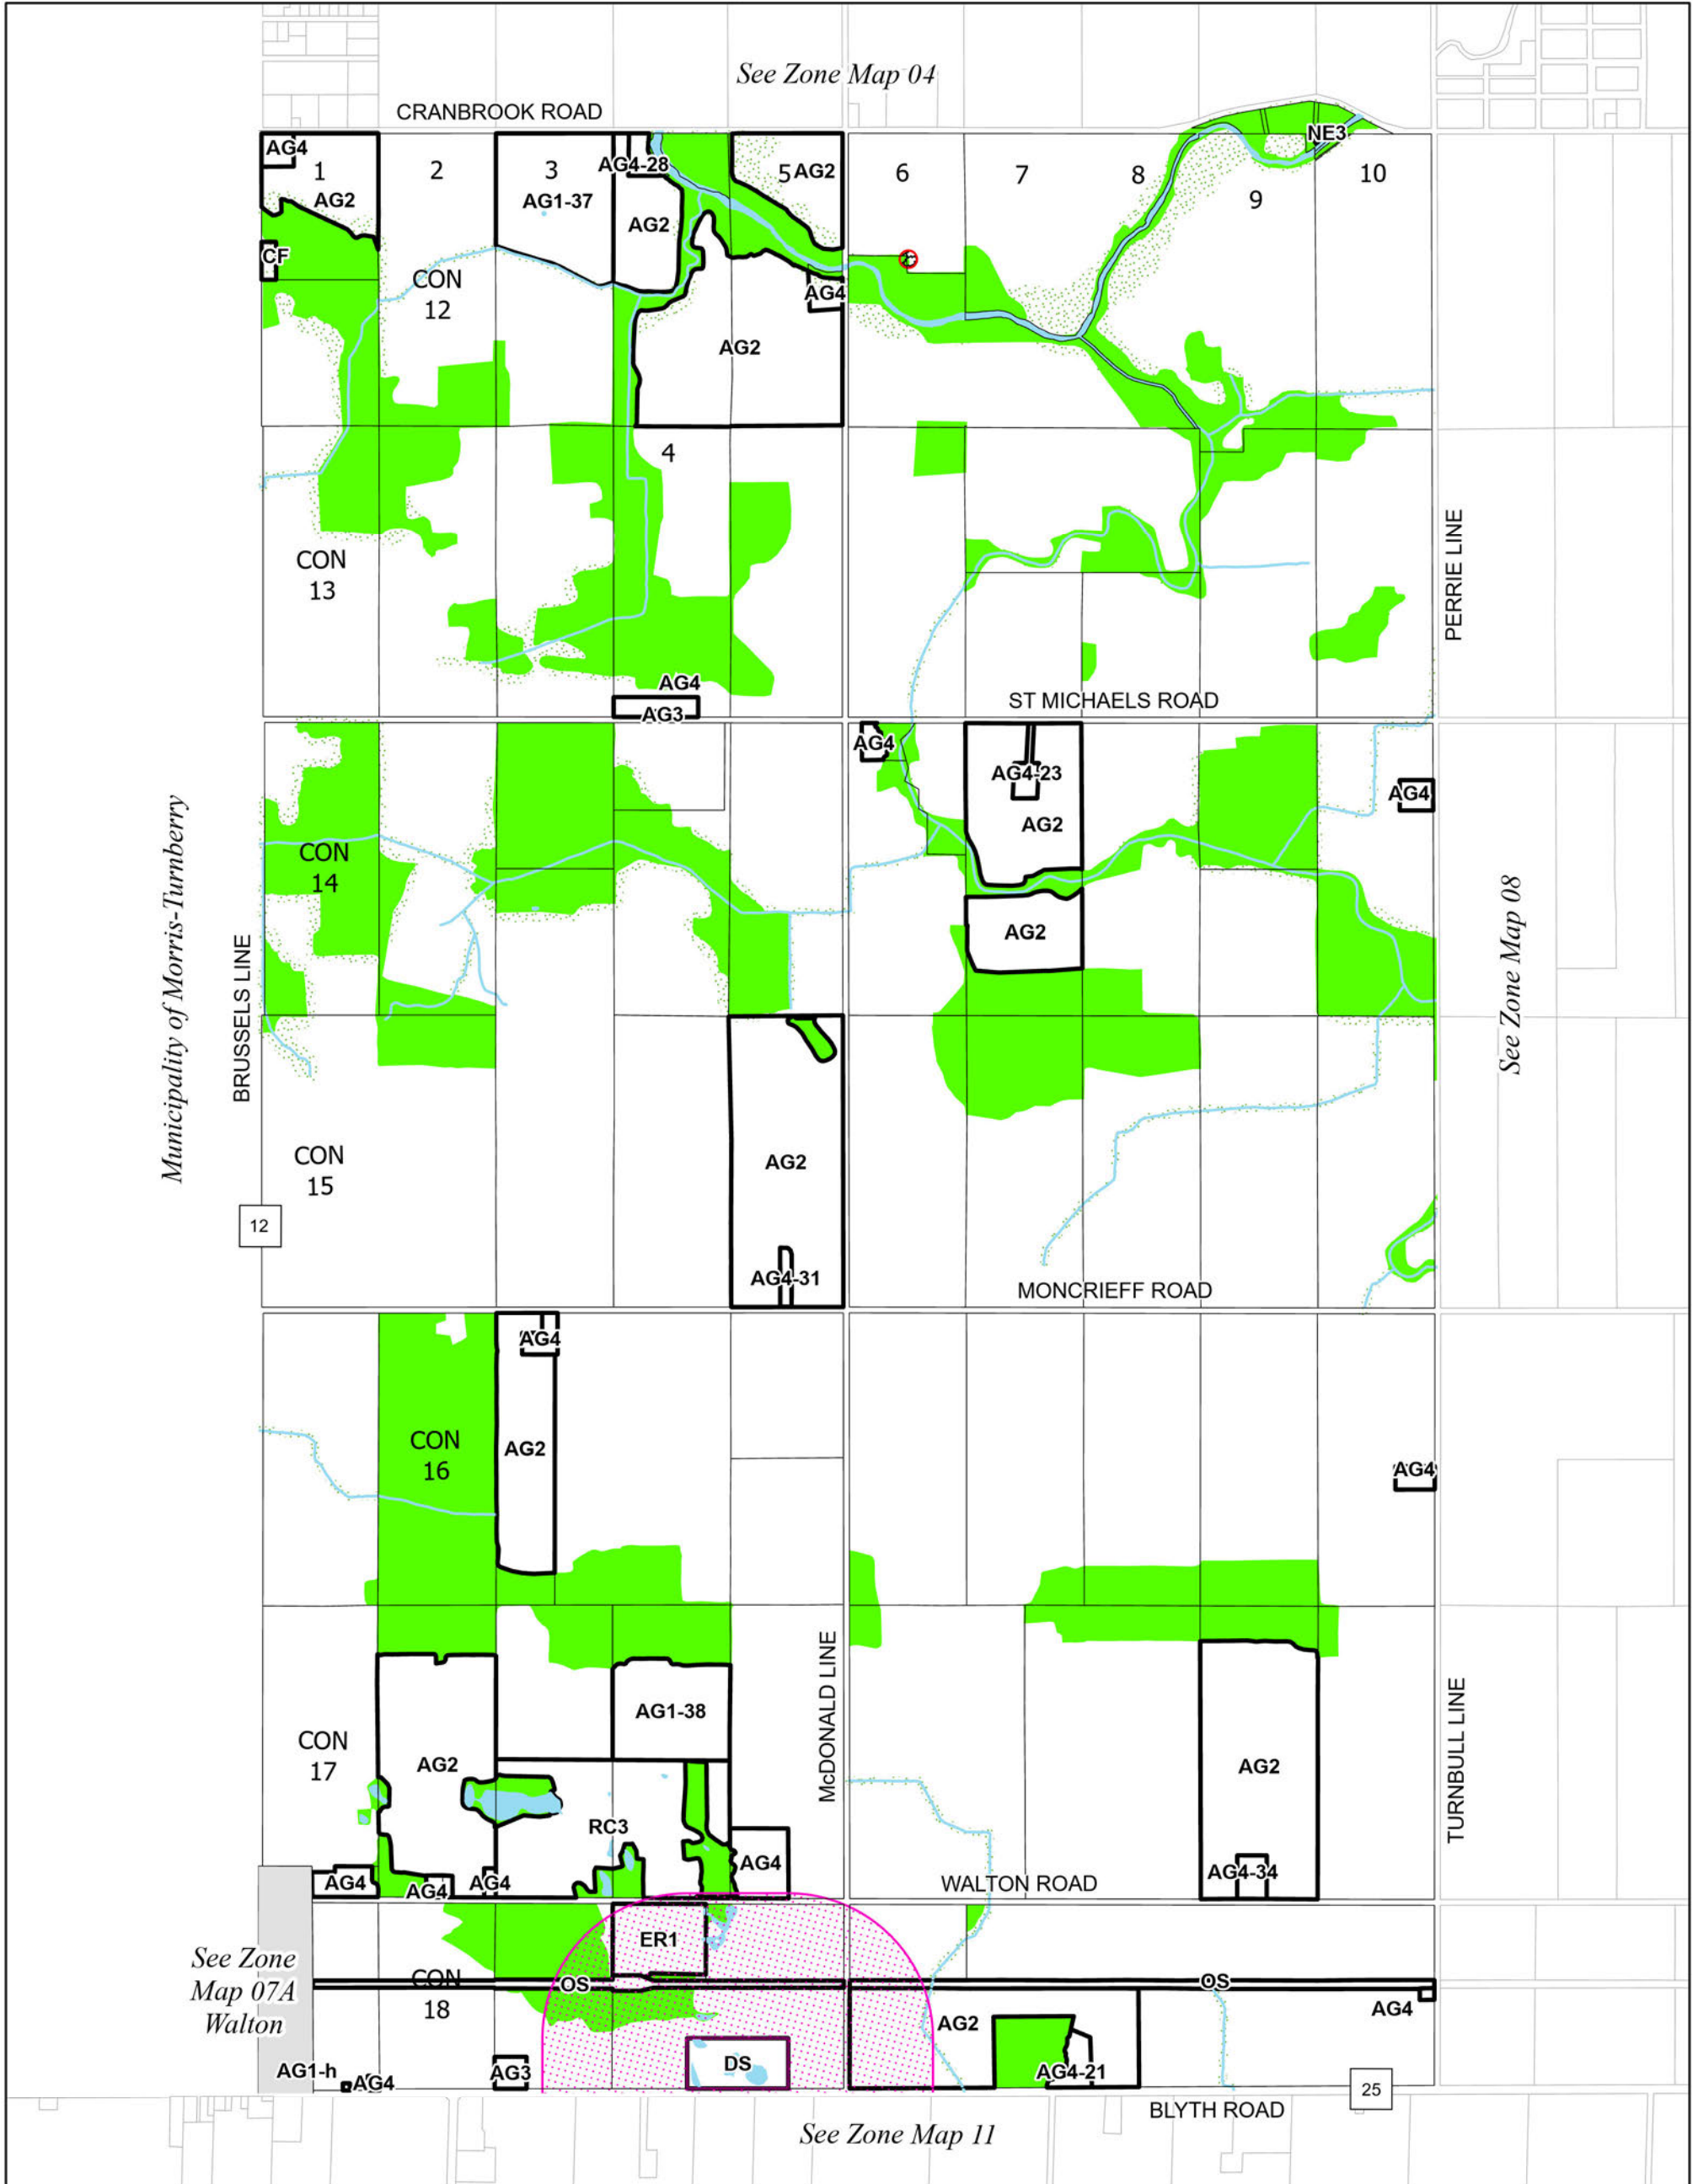 See Zone Map 04
CRANBROOK ROAD
NE3
AG4
1
AG2
2
3
AG1-37
AG4-28
5 AG2
6
7
8
9
10
AG2
CF
CON
12
AG4
AG2
4
CON
13
PERRIE LINE
AG4
AG3
ST MICHAELS ROAD
AG4
AG4-23
AG2
AG4
Municipality of Morris-Turnberry
BRUSSELS LINE
CON
14
AG2
See Zone Map 08
CON
15
AG2
12
AG4-31
MONCRIEFF ROAD
AG4
CON
16
AG2
AG4
McDONALD LINE
TURNBULL LINE
AG1-38
CON
17
AG2
AG2
RC3
AG4
AG4
AG4
AG4
AG4-34
WALTON ROAD
See Zone
Map 07A
Walton
ER1
CON
18
OS
OS
AG2
AG4
AG1-h
AG4
AG3
DS
AG4-21
25
BLYTH ROAD
See Zone Map 11